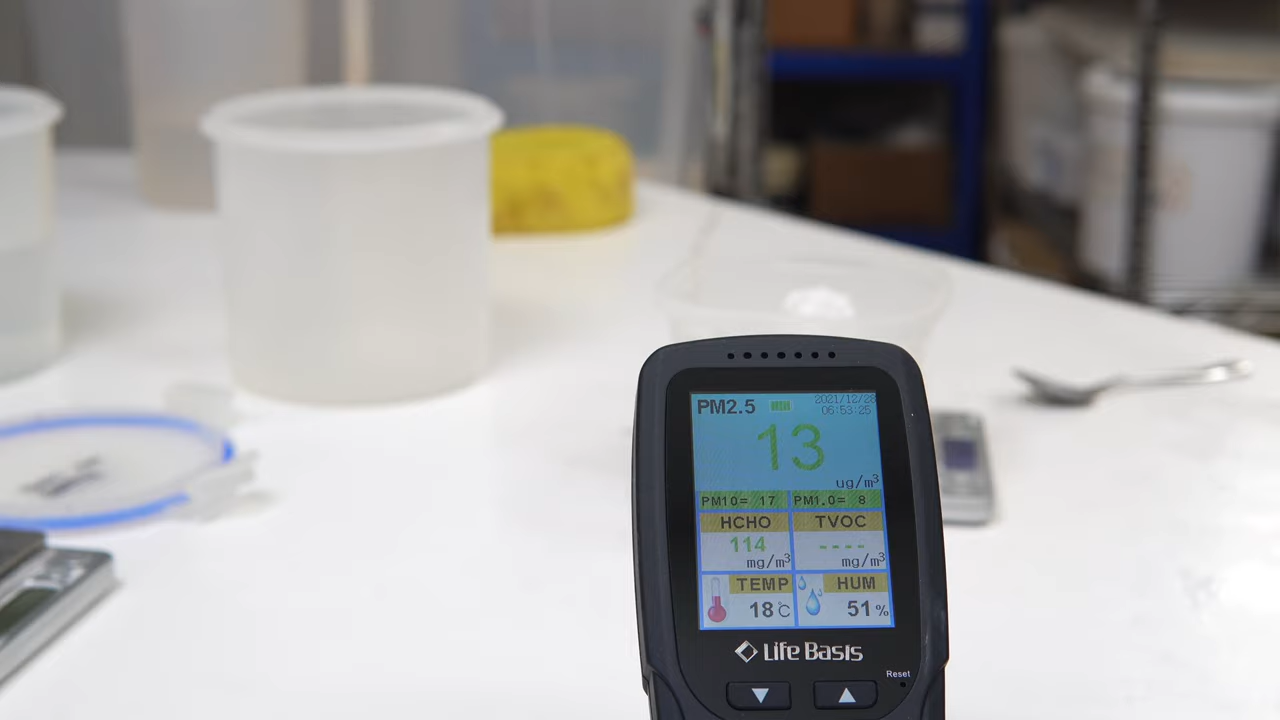 PM2.5
2021/12/28
06:53:25
13
ug/m³
PM10= 17 PM1.0= 8
HCHO TVOC
114 ----
mg/m³ mg/m³
TEMP HUM
18℃ 51%
Life Basis
Reset